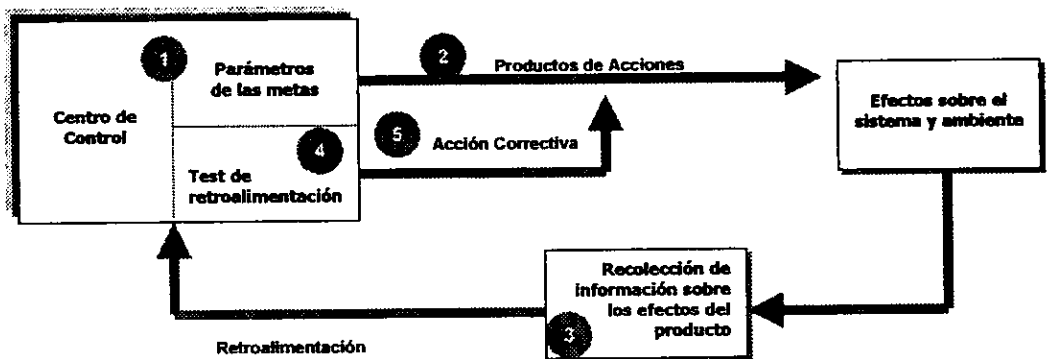 1
Parámetros
de las metas
Centro de
Control
4
Test de
retroalimentación
2
Productos de Acciones
5
Acción Correctiva
Efectos sobre el
sistema y ambiente
Recolección de
información sobre
los efectos del
producto
3
Retroalimentación